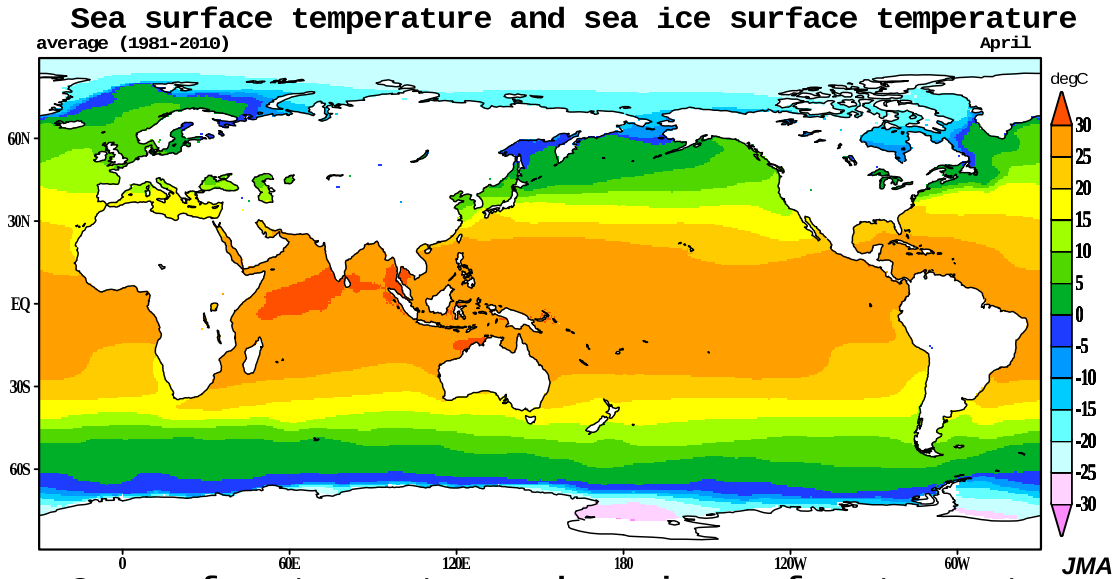 Sea surface temperature and sea ice surface temperature
average (1981-2010) April
degC
30
25
20
15
10
5
0
-5
-10
-15
-20
-25
-30
60N
30N
EQ
30S
60S
0 60E 120E 180 120W 60W
JMA